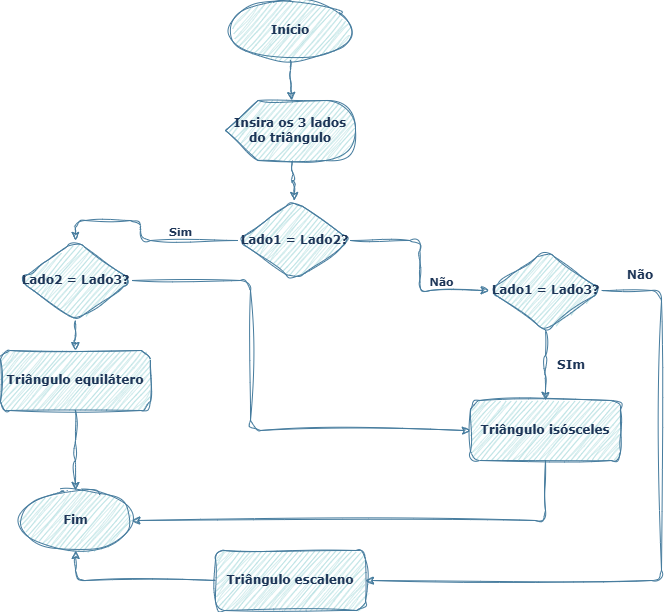 Início
Insira os 3 lados
do triângulo
Sim
Lado1 = Lado2?
Lado2 = Lado3?
Não
Lado1 = Lado3?
Não
SIm
Triângulo equilátero
Triângulo isósceles
Fim
Triângulo escaleno